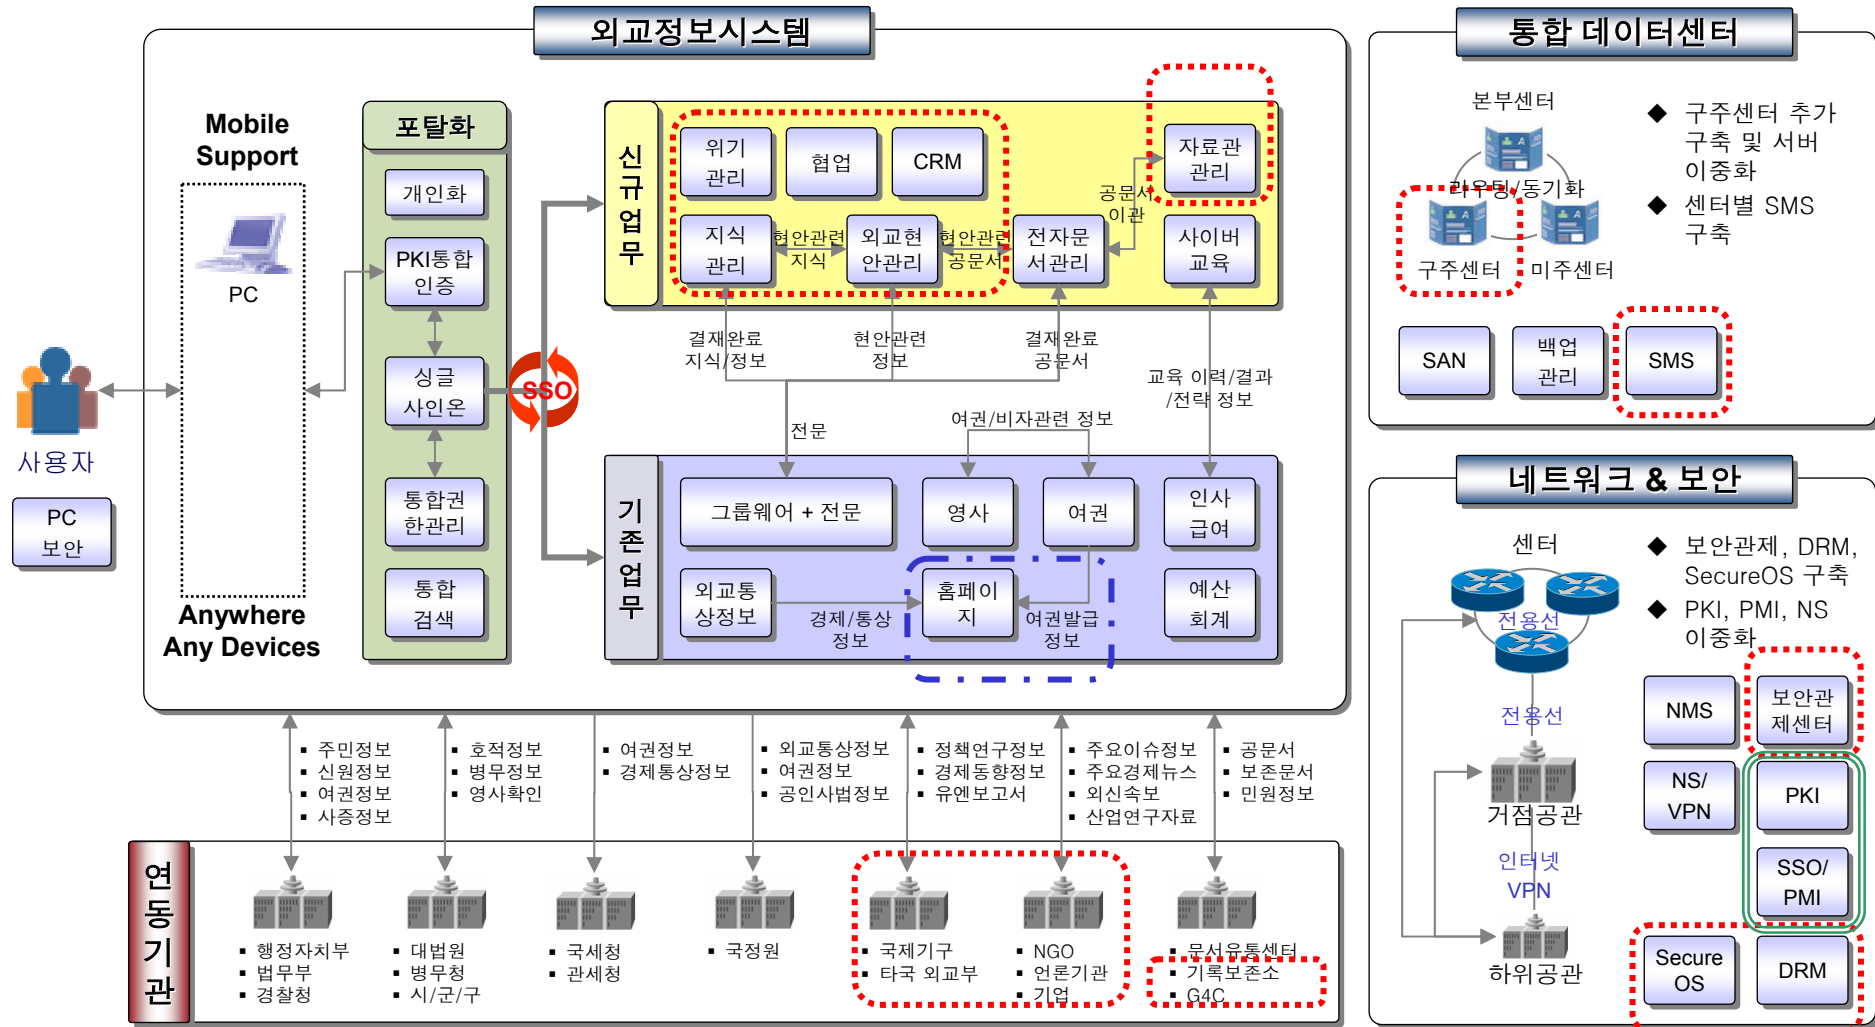 외교정보시스템
Mobile
Support
PC
Anywhere
Any Devices
사용자
PC
보안
포탈화
개인화
PKI통합
인증
싱글
사인온
통합권
한관리
통합
검색
SSO
신
규
업
무
위기
관리
협업
CRM
자료관
관리
공문서
이관
지식
관리
현안관련
지식
외교현
안관리
현안관련
공문서
전자문
서관리
사이버
교육
결재완료
지식/정보
현안관련
정보
결재완료
공문서
교육 이력/결과
/전략 정보
전문
여권/비자관련 정보
기
존
업
무
그룹웨어 + 전문
영사
여권
인사
급여
외교통
상정보
경제/통상
정보
홈페이
지
여권발급
정보
예산
회계
▪ 주민정보
▪ 신원정보
▪ 여권정보
▪ 사증정보
▪ 호적정보
▪ 병무정보
▪ 영사확인
▪ 여권정보
▪ 경제통상정보
▪ 외교통상정보
▪ 여권정보
▪ 공인사법정보
▪ 정책연구정보
▪ 경제동향정보
▪ 유엔보고서
▪ 주요이슈정보
▪ 주요경제뉴스
▪ 외신속보
▪ 산업연구자료
▪ 공문서
▪ 보존문서
▪ 민원정보
연
동
기
관
▪ 행정자치부
▪ 법무부
▪ 경찰청
▪ 대법원
▪ 병무청
▪ 시/군/구
▪ 국세청
▪ 관세청
▪ 국정원
▪ 국제기구
▪ 타국 외교부
▪ NGO
▪ 언론기관
▪ 기업
▪ 문서유통센터
▪ 기록보존소
▪ G4C
통합 데이터센터
본부센터
라우팅/동기화
구주센터
미주센터
◆ 구주센터 추가
구축 및 서버
이중화
◆ 센터별 SMS
구축
SAN
백업
관리
SMS
네트워크 & 보안
센터
전용선
전용선
거점공관
인터넷
VPN
하위공관
◆ 보안관제, DRM,
SecureOS 구축
◆ PKI, PMI, NS
이중화
NMS
보안관
제센터
NS/
VPN
PKI
SSO/
PMI
Secure
OS
DRM